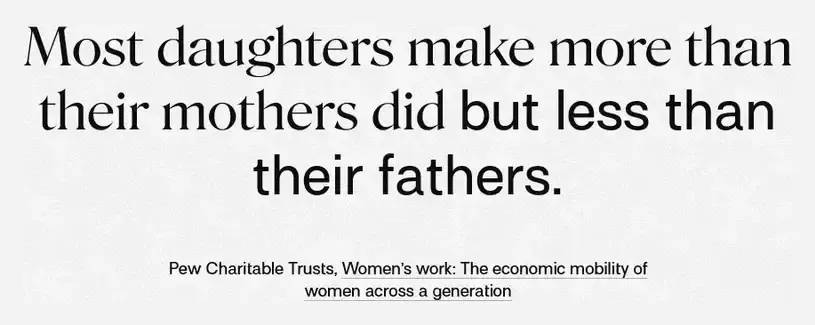 Most daughters make more than
their mothers did but less than
their fathers.
Pew Charitable Trusts, Women's work: The economic mobility of
women across a generation